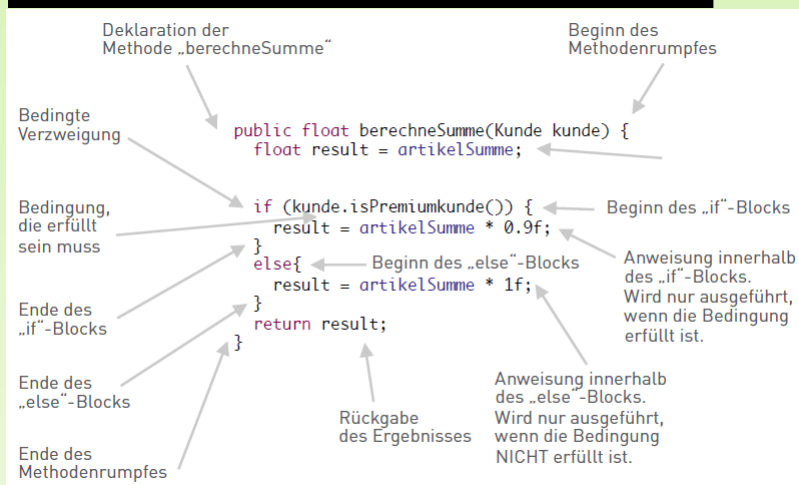 Deklaration der
Methode „berechneSumme“
Beginn des
Methodenrumpfes
Bedingte
Verzweigung
public float berechneSumme(Kunde kunde) {
float result = artikelSumme;
Bedingung,
die erfüllt
sein muss
if (kunde.isPremiumkunde()) {
Beginn des „if“-Blocks
result = artikelSumme * 0.9f;
}
else{
Beginn des „else“-Blocks
Anweisung innerhalb
des „if“-Blocks.
Wird nur ausgeführt,
wenn die Bedingung
erfüllt ist.
result = artikelSumme * 1f;
}
return result;
}
Ende des
„if“-Blocks
Ende des
„else“-Blocks
Rückgabe
des Ergebnisses
Anweisung innerhalb
des „else“-Blocks.
Wird nur ausgeführt,
wenn die Bedingung
NICHT erfüllt ist.
Ende des
Methodenrumpfes